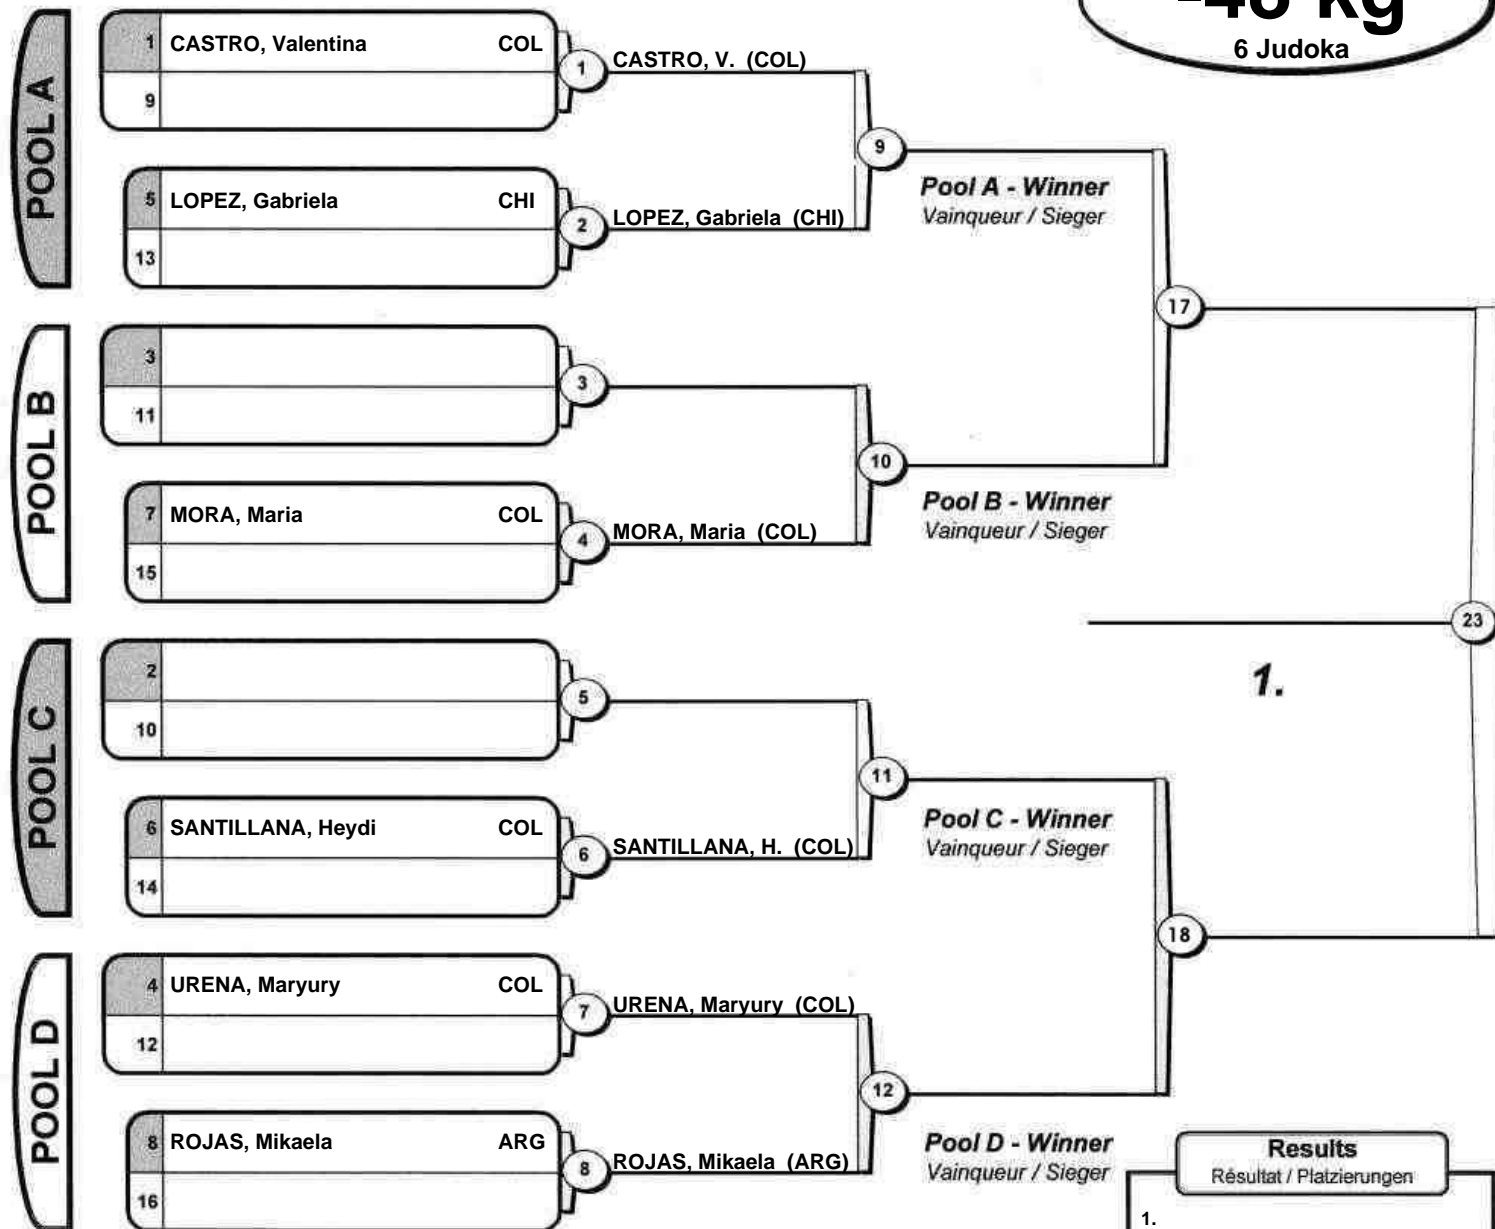 -48 kg
6 Judoka
POOL A
1 CASTRO, Valentina COL
9
1
CASTRO, V. (COL)
5 LOPEZ, Gabriela CHI
13
2
LOPEZ, Gabriela (CHI)
9
Pool A - Winner
Vainqueur / Sieger
17
POOL B
3
11
3
7 MORA, Maria COL
15
4
MORA, Maria (COL)
10
Pool B - Winner
Vainqueur / Sieger
23
1.
POOL C
2
10
5
6 SANTILLANA, Heydi COL
14
6
SANTILLANA, H. (COL)
11
Pool C - Winner
Vainqueur / Sieger
18
POOL D
4 URENA, Maryury COL
12
7
URENA, Maryury (COL)
8 ROJAS, Mikaela ARG
16
8
ROJAS, Mikaela (ARG)
12
Pool D - Winner
Vainqueur / Sieger
Results
Résultat / Platzierungen
1.